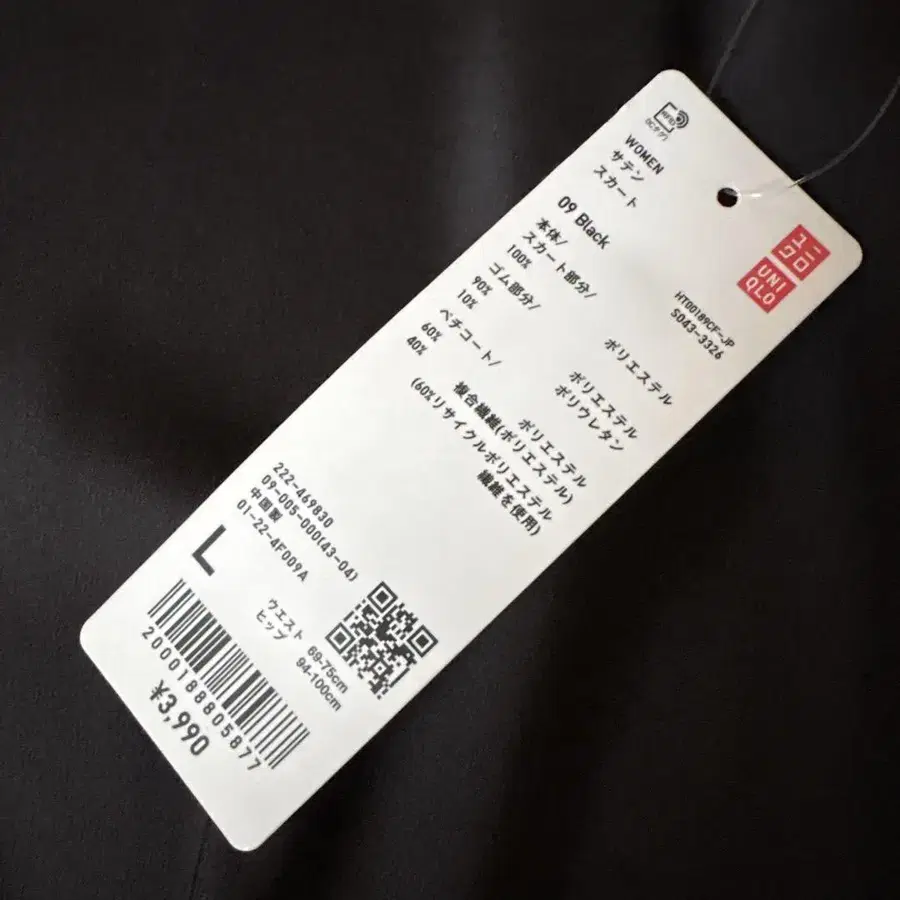 RFID
WOMEN
サテン
スカート
09 Black
ユニ
クロ
UNI
QLO
HT00189CF-JP
S043-3326
本体/
スカート部分/
100% ポリエステル
ゴム部分/
90% ポリエステル
10% ポリウレタン
ペチコート/
60% ポリエステル
40% 複合繊維(ポリエステル)
(60%リサイクルポリエステル
繊維を使用)
222-469830
09-005-000(43-04)
中国製
01-22-4F009A
L
ウエスト 69-75cm
ヒップ 94-100cm
2000188805877
¥3,990